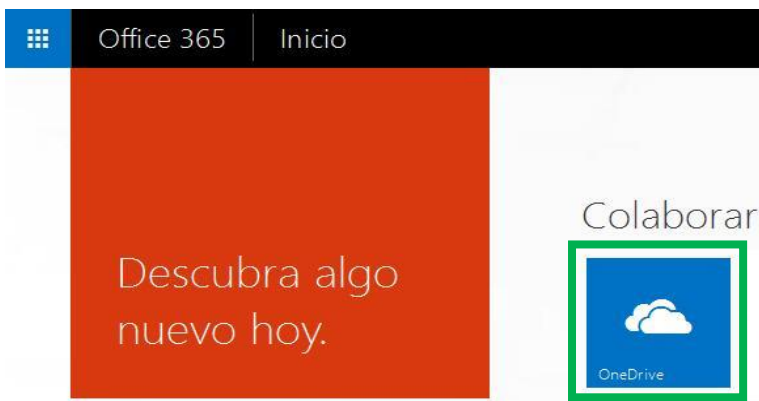 Office 365 Inicio
Descubra algo
nuevo hoy.
Colaborar
OneDrive